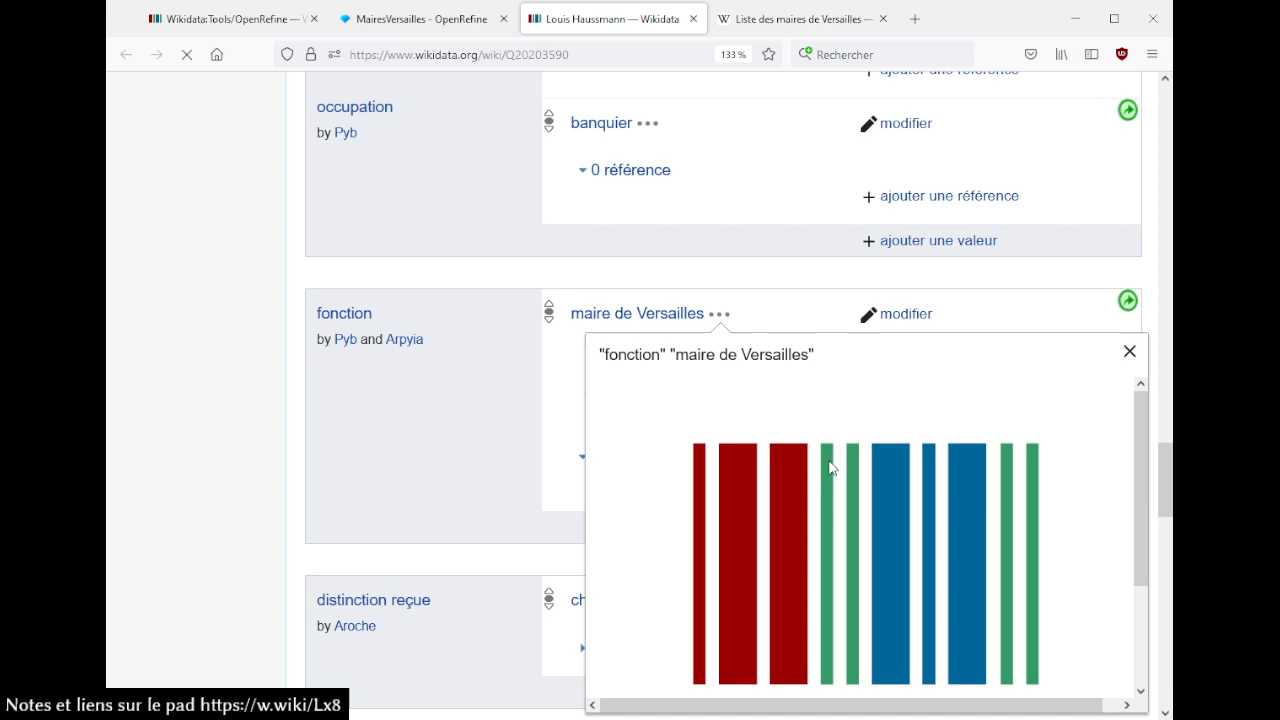 Wikidata:Tools/OpenRefine — W
MairesVersailles - OpenRefine
Louis Haussmann — Wikidata
Liste des maires de Versailles —
https://www.wikidata.org/wiki/Q20203590
133 %
Rechercher
ajouter une référence
occupation
by Pyb
banquier
modifier
0 référence
ajouter une référence
ajouter une valeur
fonction
by Pyb and Arpyia
maire de Versailles
modifier
"fonction" "maire de Versailles"
distinction reçue
by Aroche
ch
Notes et liens sur le pad https://w.wiki/Lx8